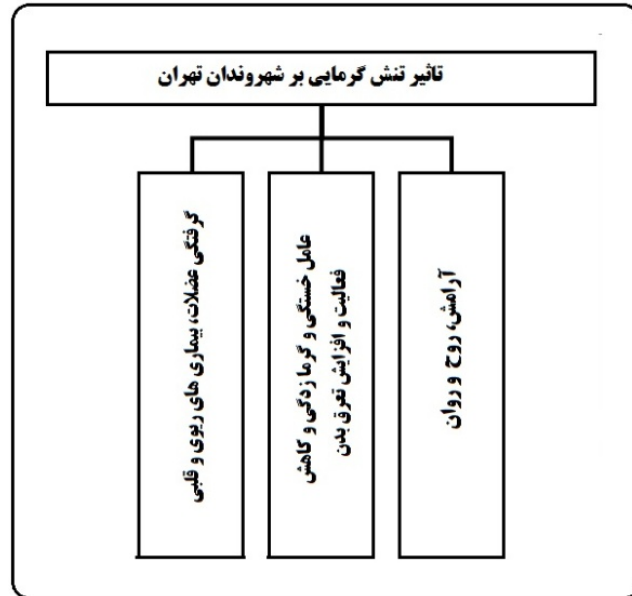 تاثیر تنش گرمایی بر شهروندان تهران
آرامش، روح و روان
عامل خستگی و گرما زدگی و کاهش
فعالیت و افزایش تعرق بدن
گرفتگی عضلات، بیماری های ریوی و قلبی